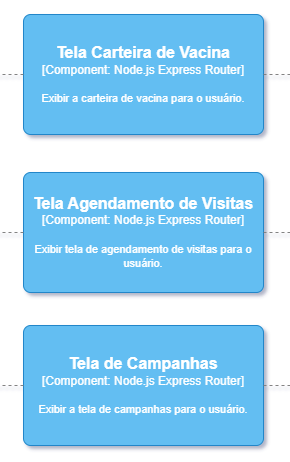 Tela Carteira de Vacina
[Component: Node.js Express Router]
Exibir a carteira de vacina para o usuário.
Tela Agendamento de Visitas
[Component: Node.js Express Router]
Exibir tela de agendamento de visitas para o
usuário.
Tela de Campanhas
[Component: Node.js Express Router]
Exibir a tela de campanhas para o usuário.